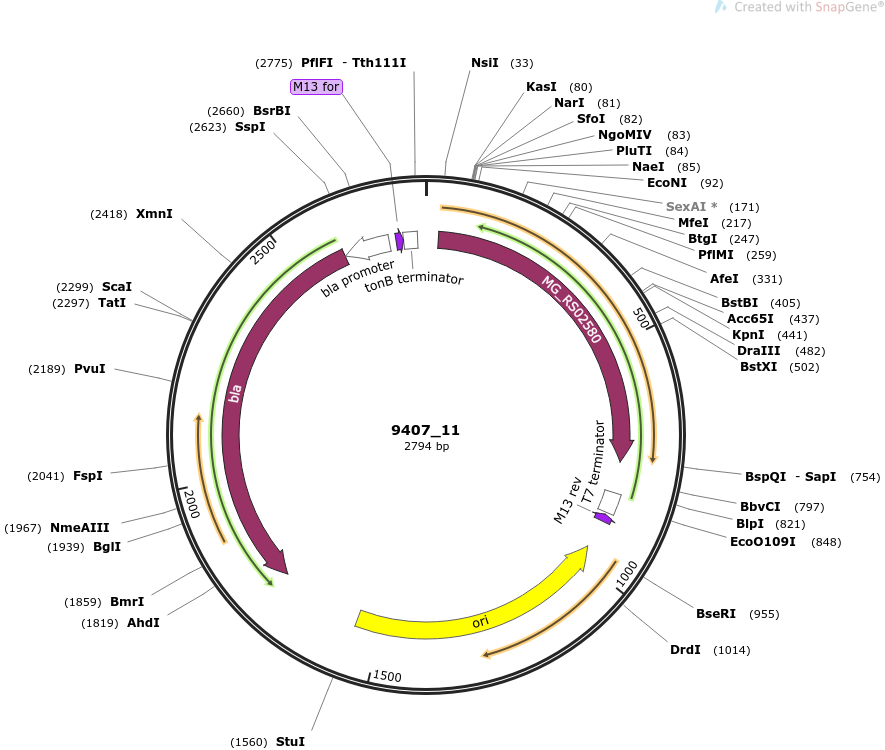 Created with SnapGene®
(2775) PflFI - Tth111I
M13 for
(2660) BsrBI
(2623) SspI
(2418) XmnI
(2299) ScaI
(2297) TatI
(2189) PvuI
(2041) FspI
(1967) NmeAIII
(1939) BglI
(1859) BmrI
(1819) AhdI
(1560) StuI
NsiI (33)
KasI (80)
NarI (81)
SfoI (82)
NgoMIV (83)
PluTI (84)
NaeI (85)
EcoNI (92)
SexAI * (171)
MfeI (217)
BtgI (247)
PflMI (259)
AfeI (331)
BstBI (405)
Acc65I (437)
KpnI (441)
DraIII (482)
BstXI (502)
BspQI - SapI (754)
BbvCI (797)
BlpI (821)
EcoO109I (848)
BseRI (955)
DrdI (1014)
2500
500
2000
1000
1500
bla promoter
tonB terminator
MG_RS02580
bla
T7 terminator
M13 rev
ori
9407_11
2794 bp